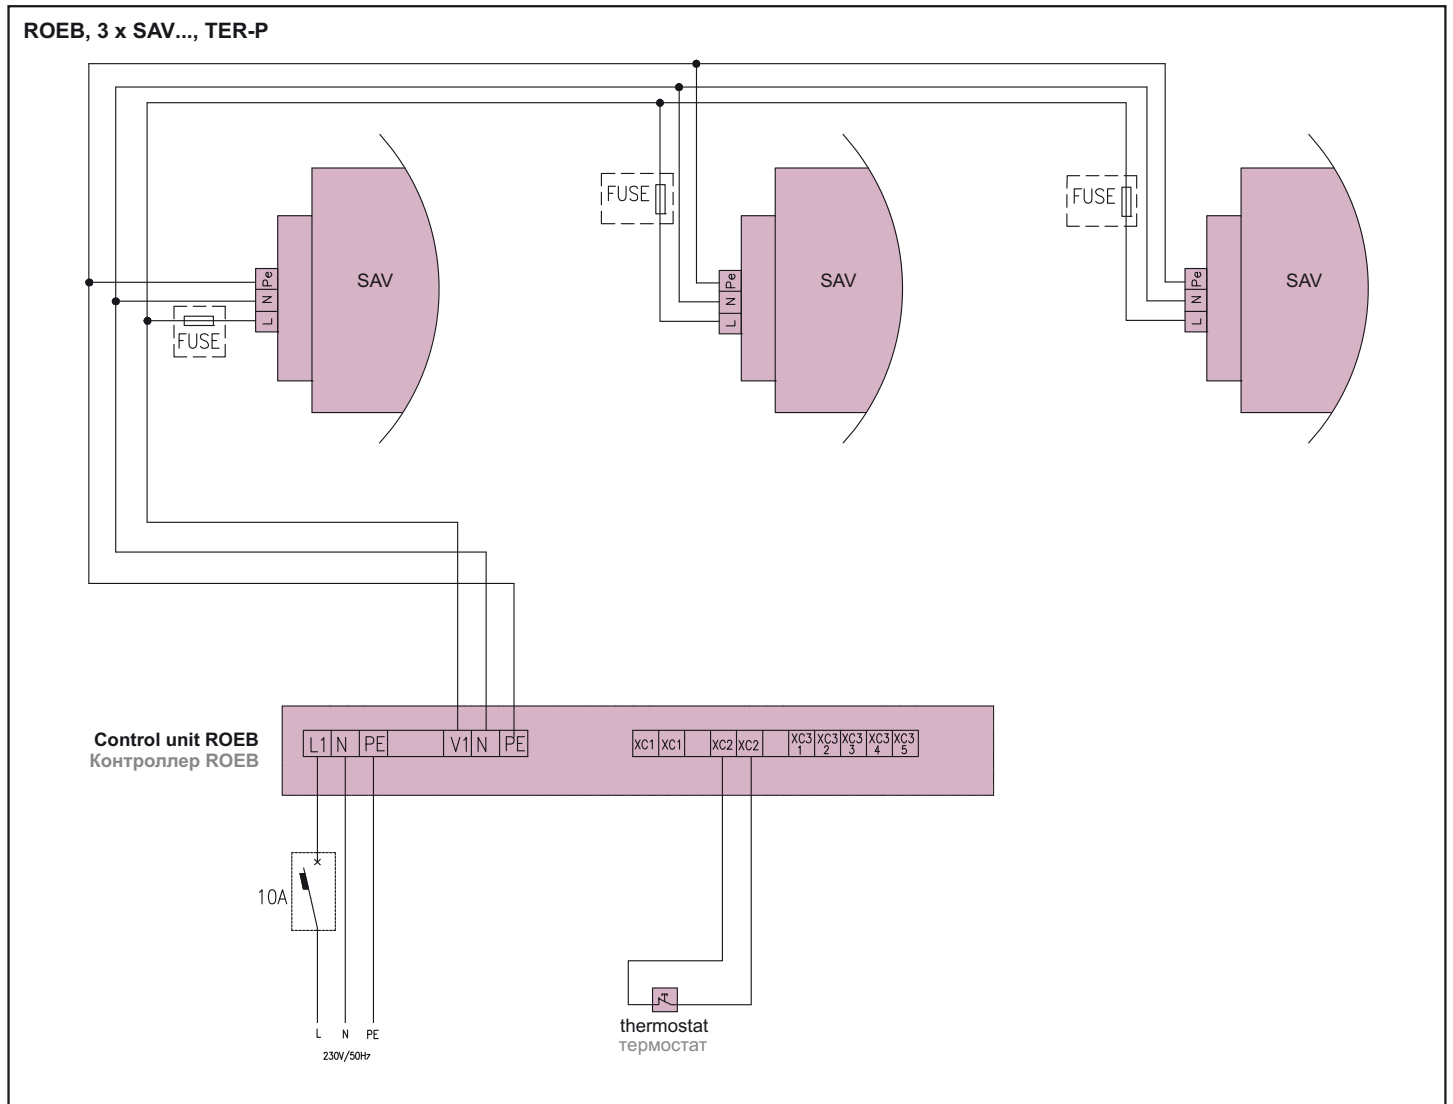 ROEB, 3 x SAV..., TER-P
FUSE
FUSE
Pe
N
L
SAV
Pe
N
L
SAV
Pe
N
L
SAV
FUSE
Control unit ROEB
Контроллер ROEB
L1 N PE V1 N PE
XC1 XC1 XC2 XC2 XC3 XC3 XC3 XC3 XC3
1 2 3 4 5
10A
L N PE
230V/50Hz
thermostat
термостат